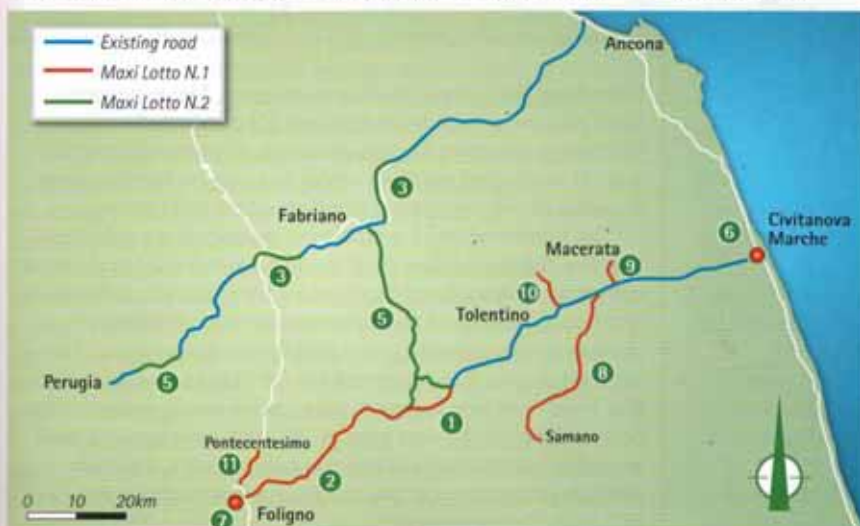 Existing road
Maxi Lotto N.1
Maxi Lotto N.2
Ancona
3
Fabriano
3
Civitanova
Marche
6
Macerata
9
10
Tolentino
5
8
Perugia
5
1
Samano
Pontecentesimo
11
2
0 10 20km
7
Foligno